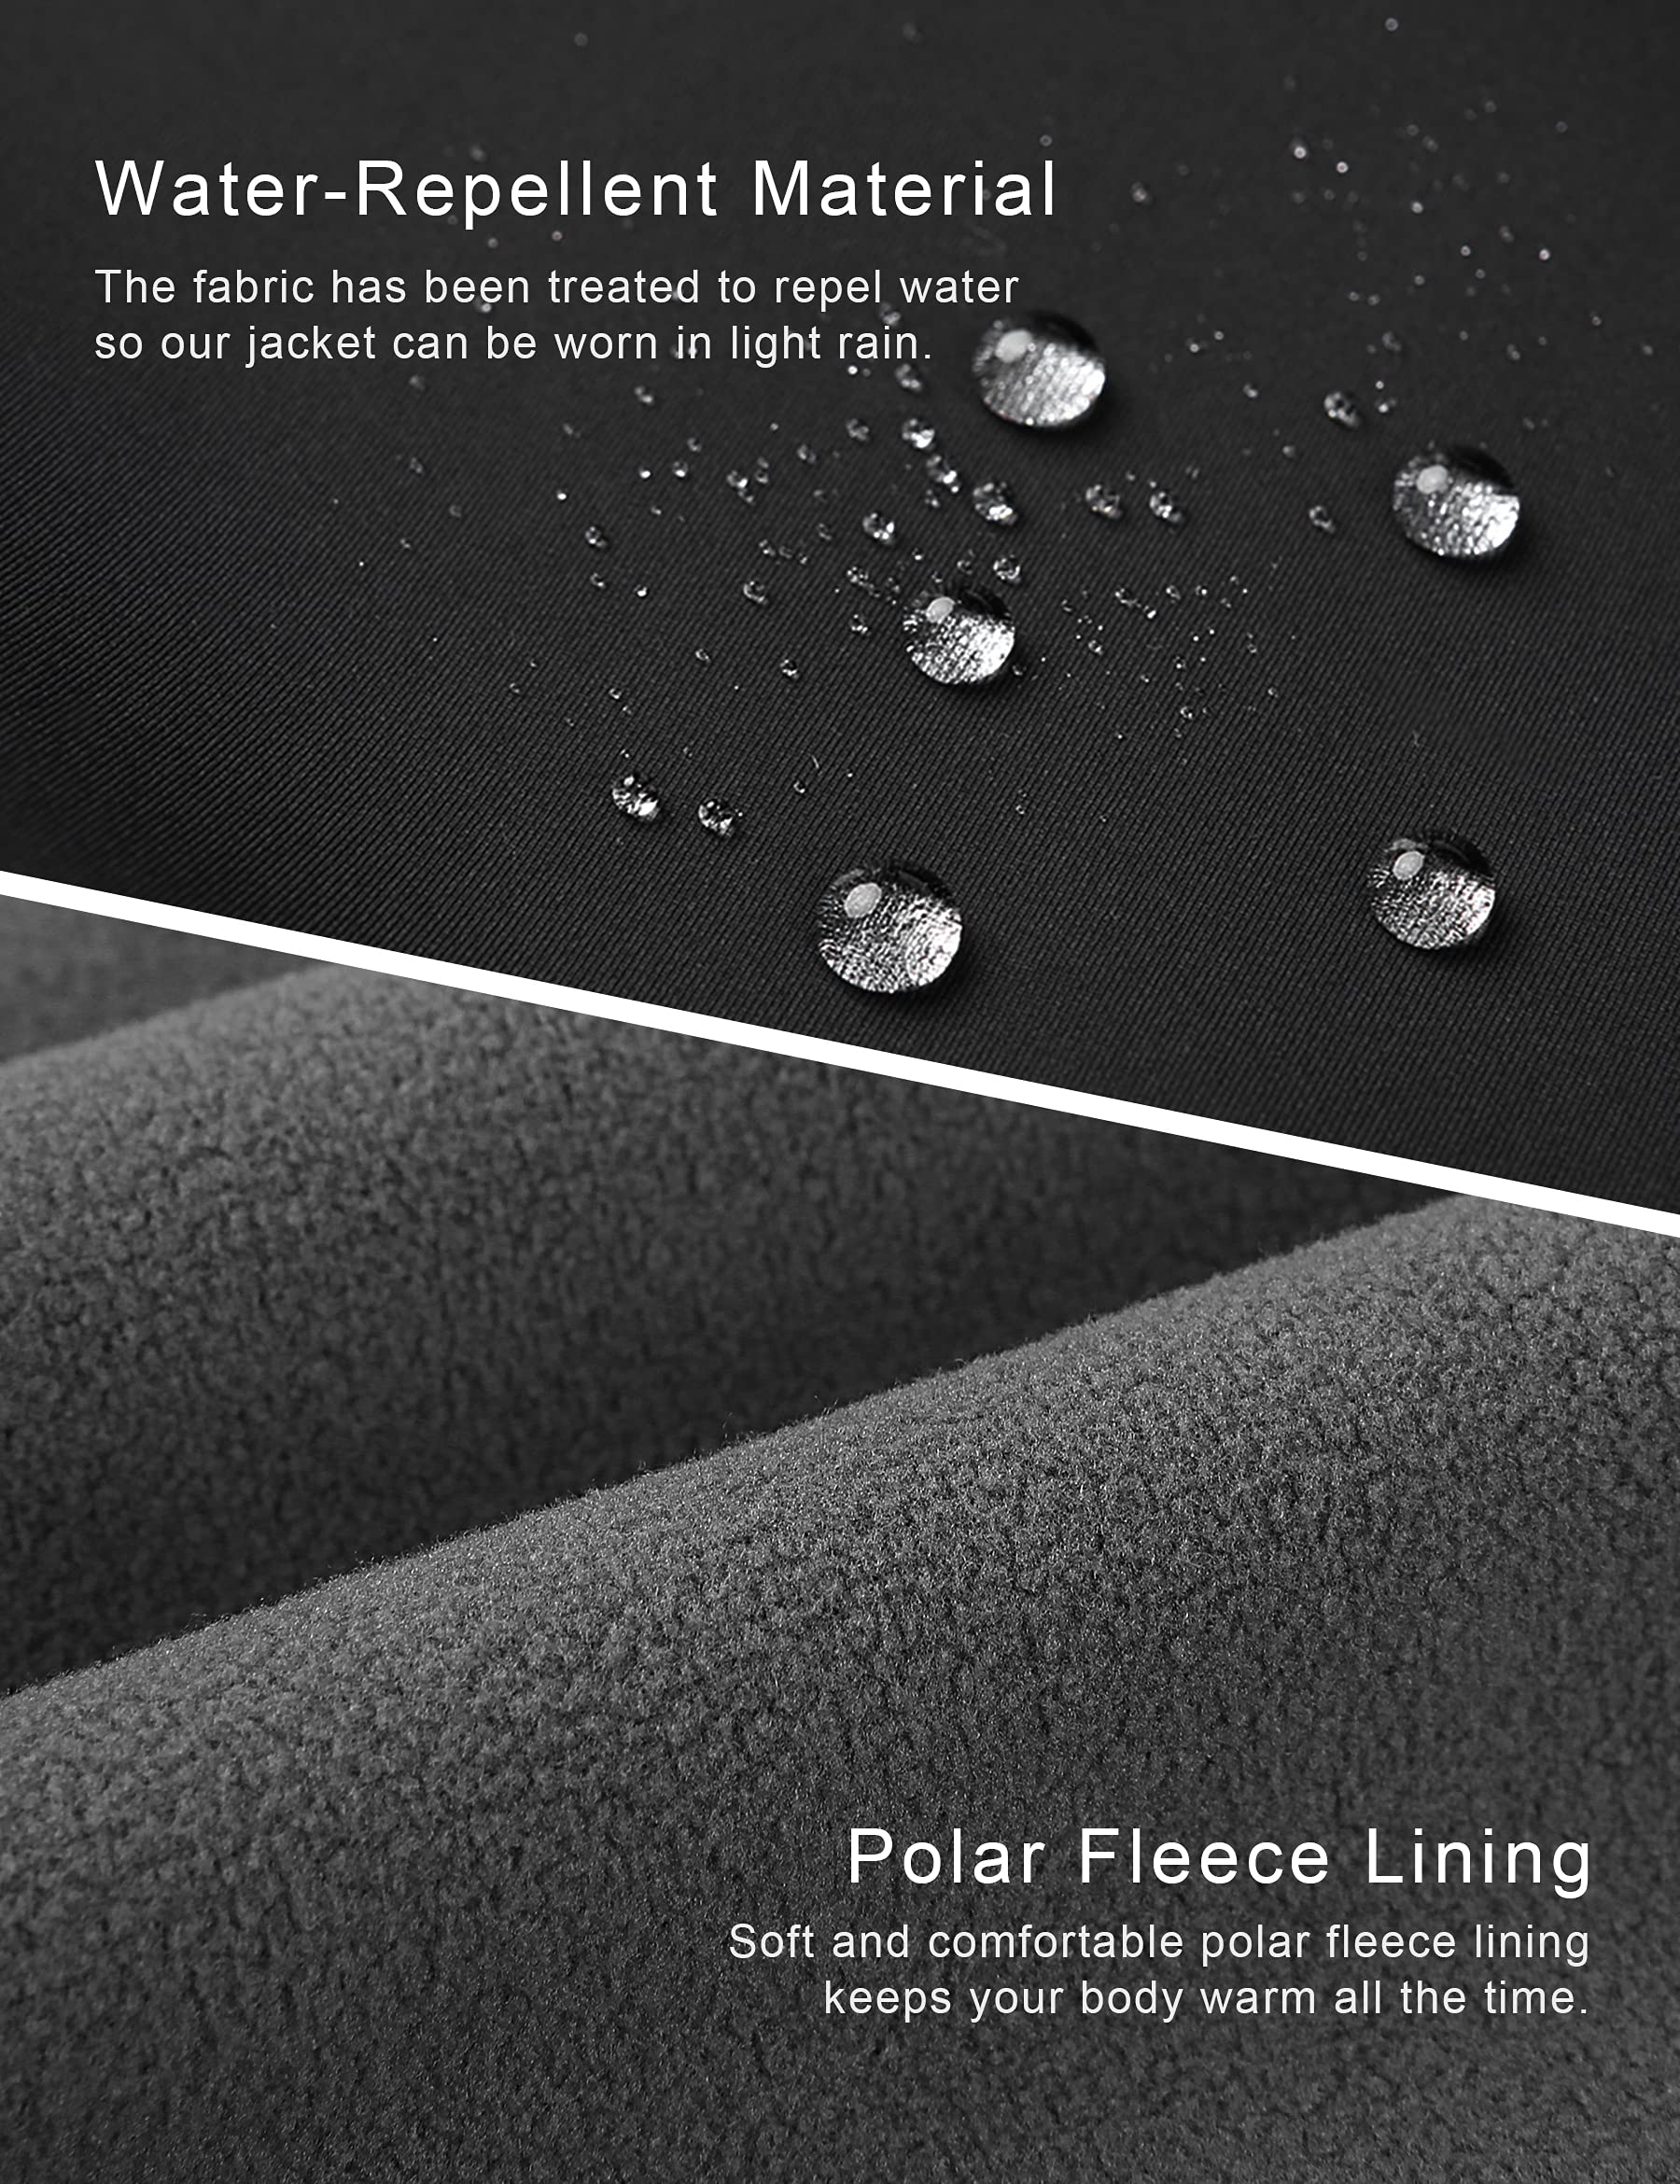 Water-Repellent Material
The fabric has been treated to repel water
so our jacket can be worn in light rain.
Polar Fleece Lining
Soft and comfortable polar fleece lining
keeps your body warm all the time.